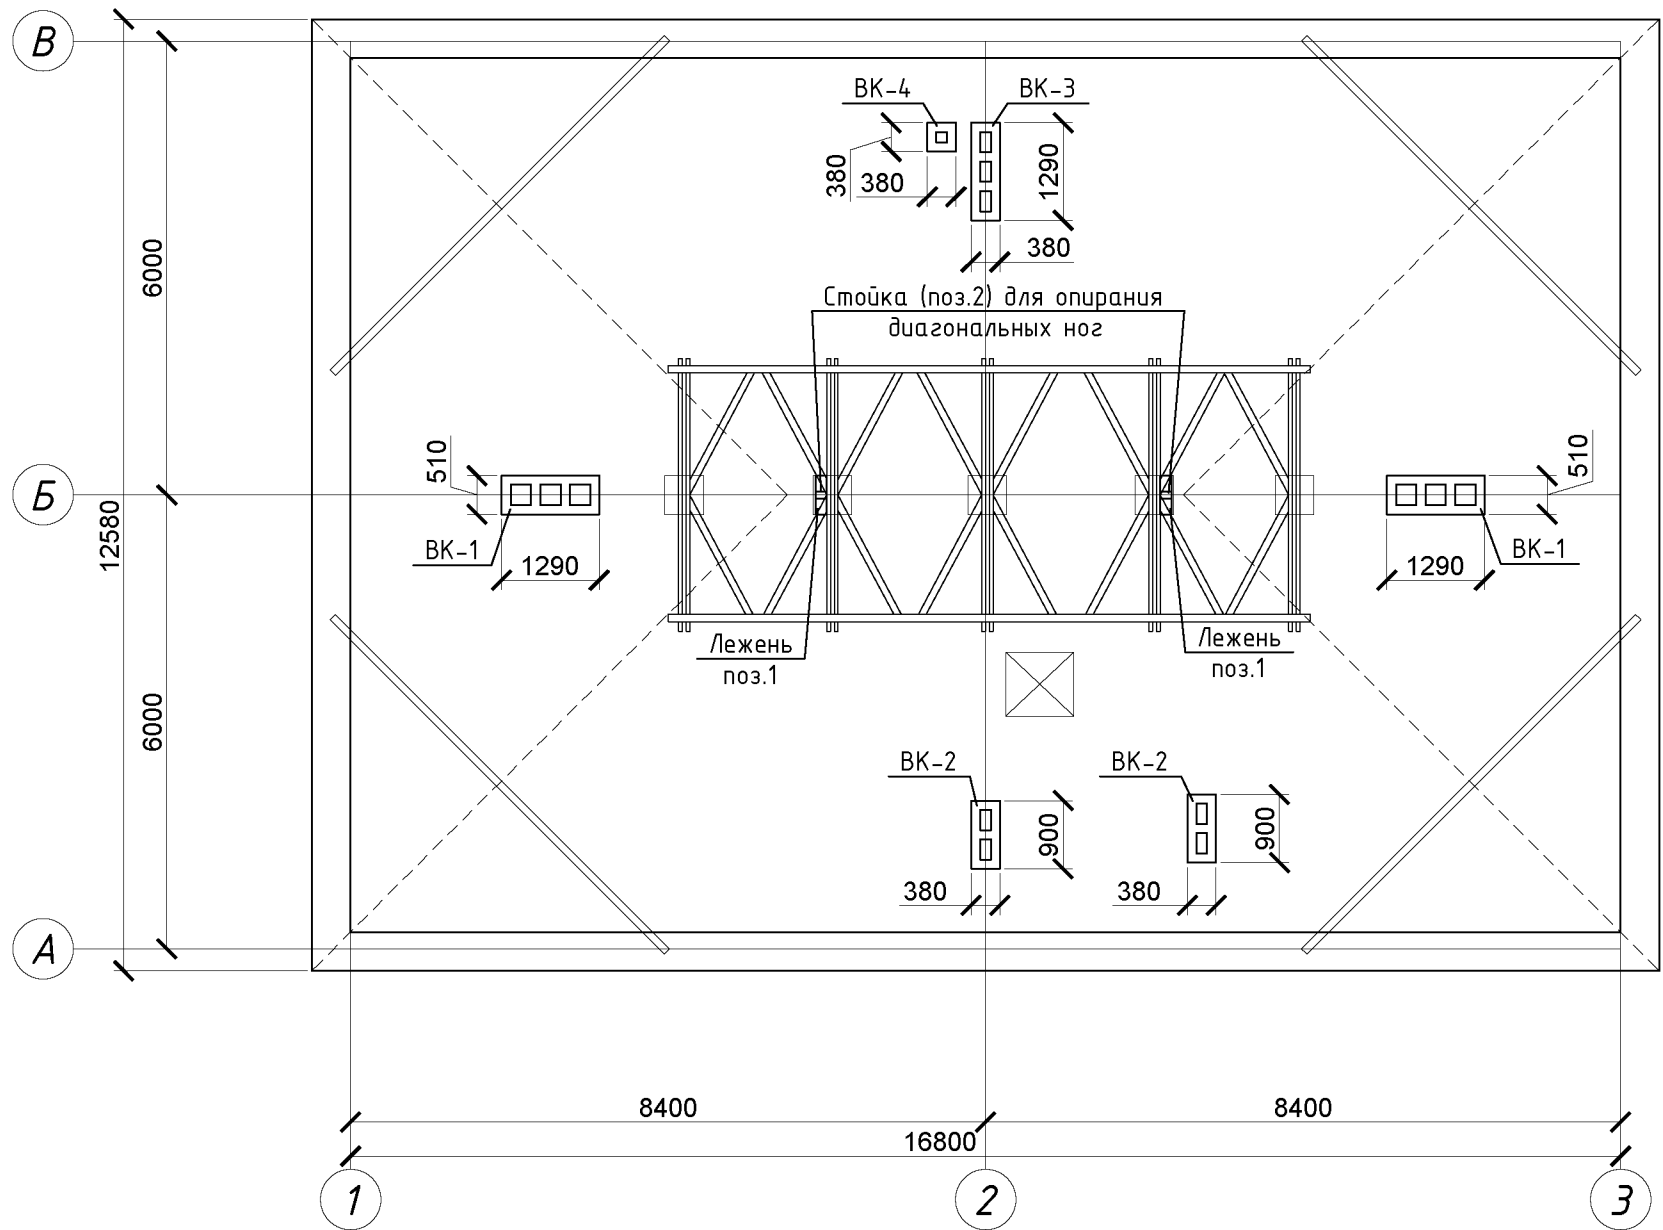 В
ВК-4
ВК-3
380
380
1290
380
6000
Стойка (поз.2) для опирания
диагональных ног
510
510
Б
12580
ВК-1
1290
1290
ВК-1
Лежень
поз.1
Лежень
поз.1
6000
ВК-2
ВК-2
900
900
380
380
А
8400
8400
16800
1
2
3